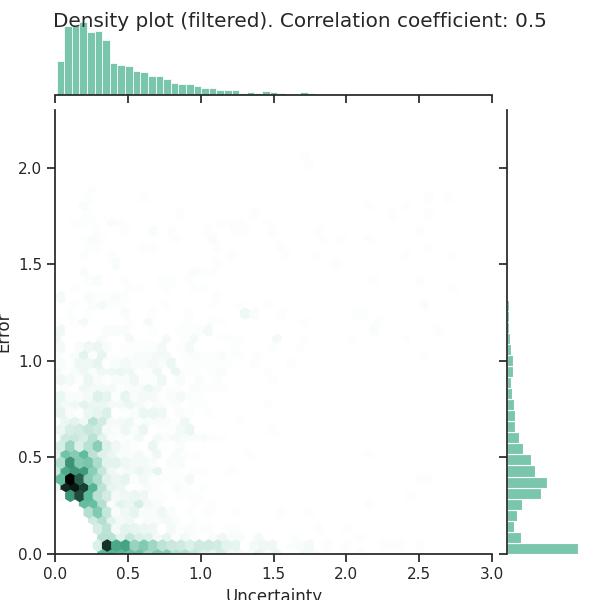 Density plot (filtered). Correlation coefficient: 0.5
2.0
1.5
1.0
0.5
0.0
Error
0.0 0.5 1.0 1.5 2.0 2.5 3.0
Uncertainty